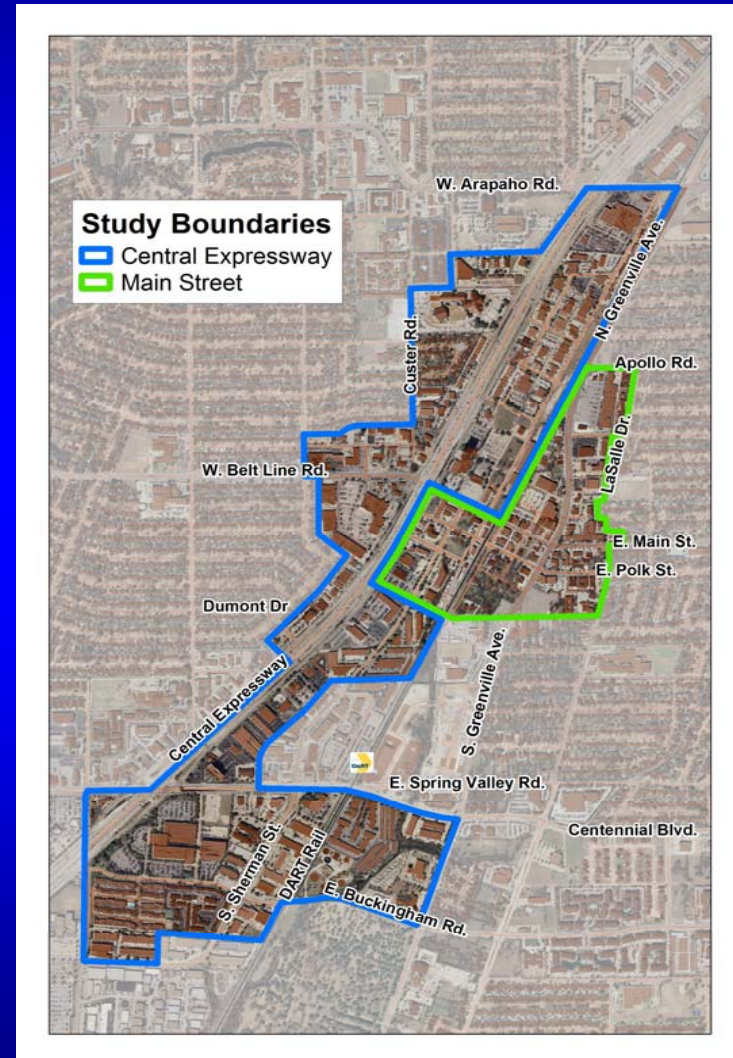 W. Arapaho Rd.
Study Boundaries
Central Expressway
Main Street
N. Greenville Ave.
Custer Rd.
Apollo Rd.
LaSalle Dr.
W. Belt Line Rd.
E. Main St.
E. Polk St.
Dumont Dr
S. Greenville Ave.
Central Expressway
DART
E. Spring Valley Rd.
Centennial Blvd.
S. Sherman St.
DART Rail
E. Buckingham Rd.